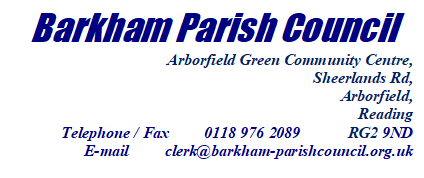 Barkham Parish Council
Arborfield Green Community Centre,
Sheerlands Rd,
Arborfield,
Reading
Telephone / Fax 0118 976 2089 RG2 9ND
E-mail clerk@barkham-parishcouncil.org.uk